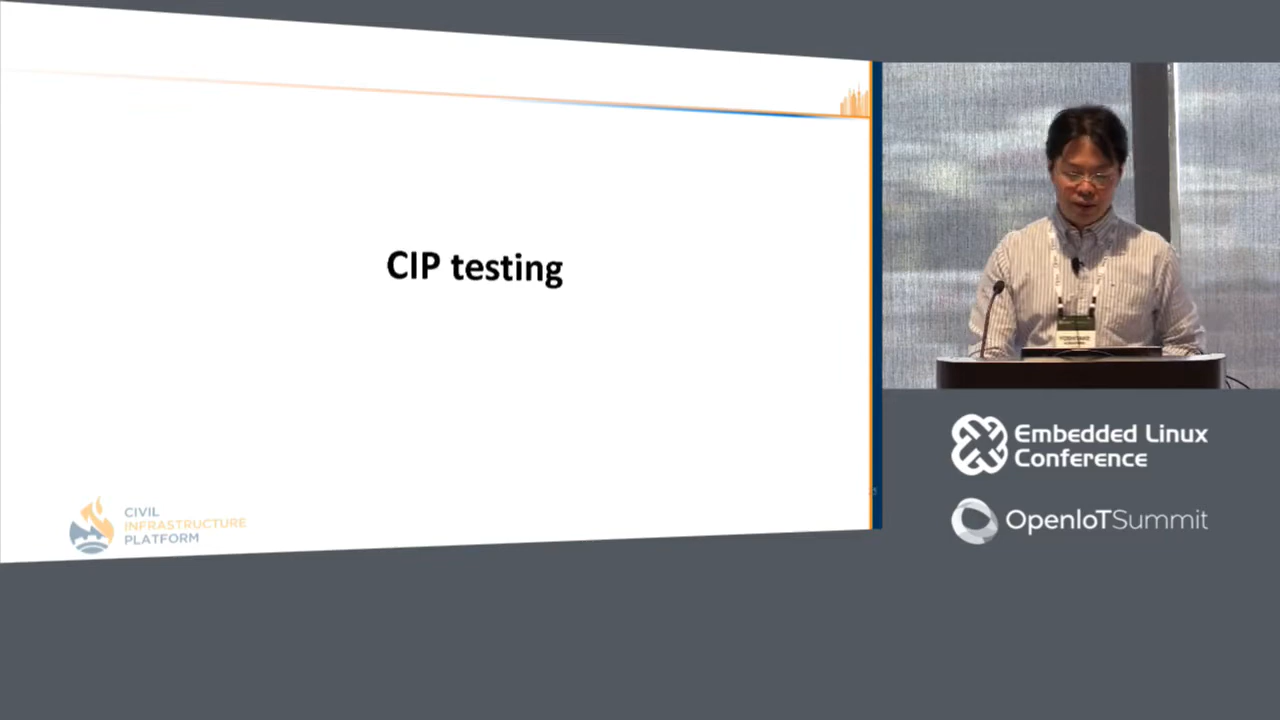 CIP testing
CIVIL
INFRASTRUCTURE
PLATFORM
Embedded Linux
Conference
OpenIoTSummit